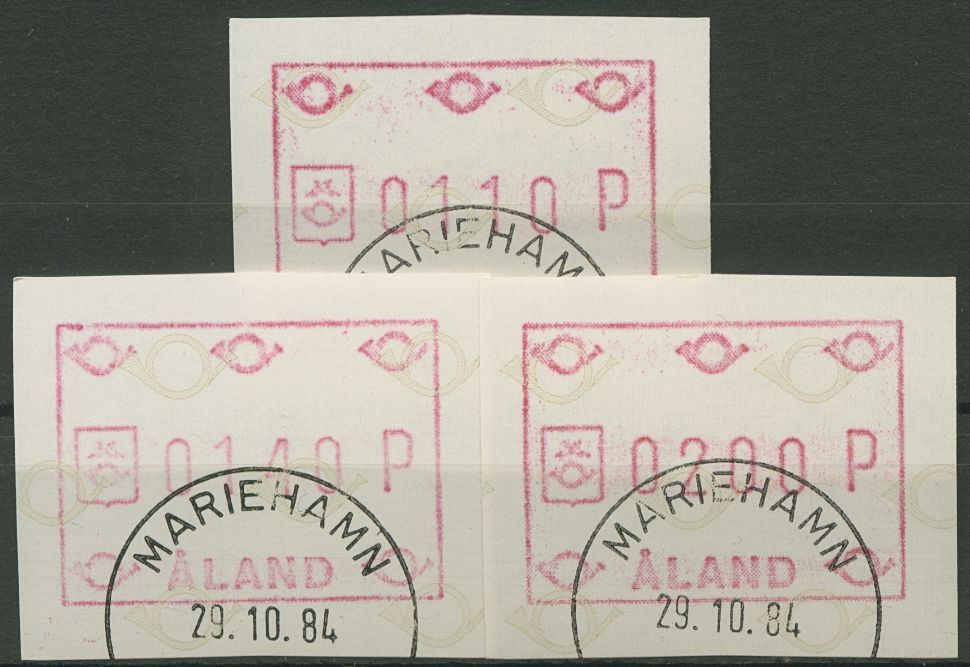 0110 P
MARIEHAMN
0140 P
MARIEHAMN
ÅLAND
29. 10. 84
0200 P
MARIEHAMN
ÅLAND
29. 10. 84